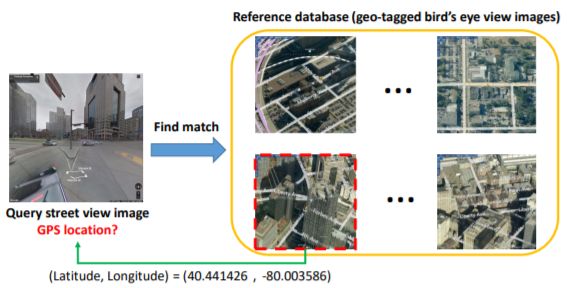 Reference database (geo-tagged bird's eye view images)
Find match
Query street view image
GPS location?
(Latitude, Longitude) = (40.441426 , -80.003586)